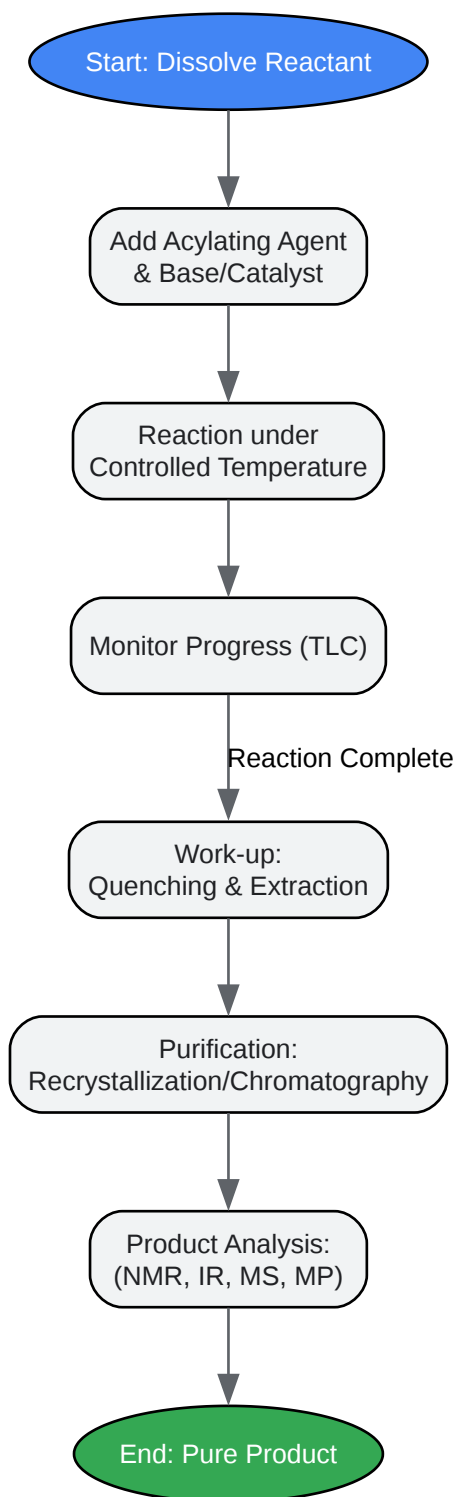 Start: Dissolve Reactant
Add Acylating Agent
& Base/Catalyst
Reaction under
Controlled Temperature
Monitor Progress (TLC)
Reaction Complete
Work-up:
Quenching & Extraction
Purification:
Recrystallization/Chromatography
Product Analysis:
(NMR, IR, MS, MP)
End: Pure Product